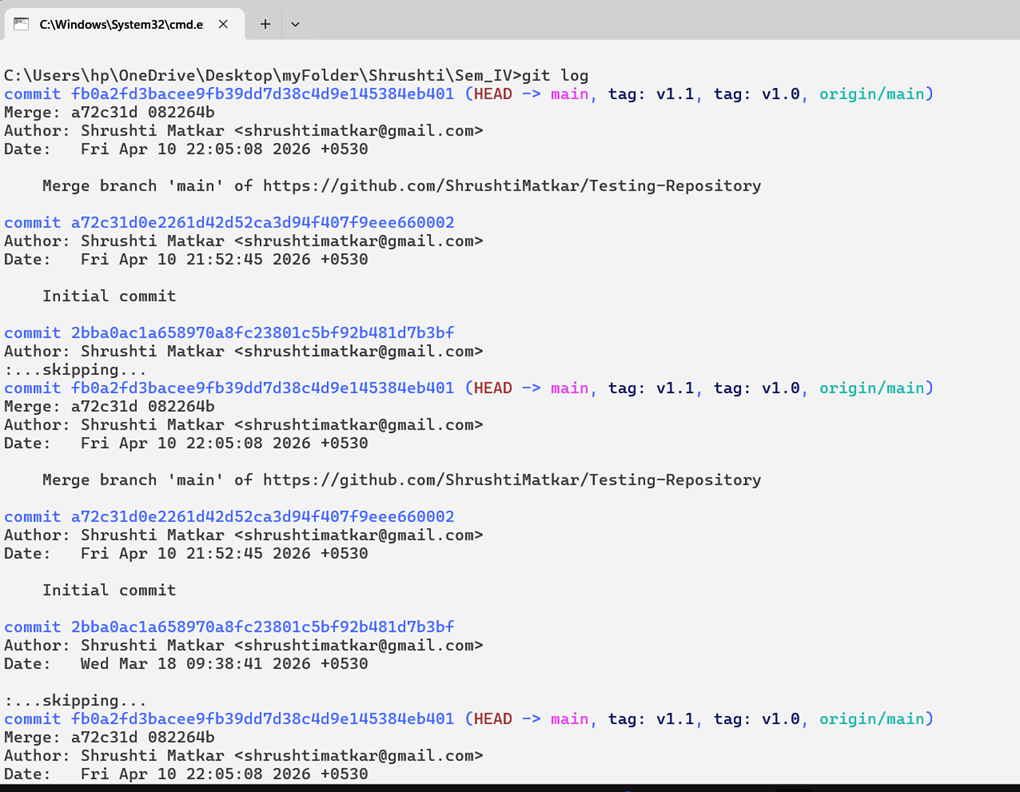 C:\Windows\System32\cmd.e
C:\Users\hp\OneDrive\Desktop\myFolder\Shrushti\Sem_IV>git log
commit fb0a2fd3bacee9fb39dd7d38c4d9e145384eb401 (HEAD -> main, tag: v1.1, tag: v1.0, origin/main)
Merge: a72c31d 082264b
Author: Shrushti Matkar <shrushtimatkar@gmail.com>
Date:   Fri Apr 10 22:05:08 2026 +0530
    Merge branch 'main' of https://github.com/ShrushtiMatkar/Testing-Repository
commit a72c31d0e2261d42d52ca3d94f407f9eee660002
Author: Shrushti Matkar <shrushtimatkar@gmail.com>
Date:   Fri Apr 10 21:52:45 2026 +0530
    Initial commit
commit 2bba0ac1a658970a8fc23801c5bf92b481d7b3bf
Author: Shrushti Matkar <shrushtimatkar@gmail.com>
:...skipping...
commit fb0a2fd3bacee9fb39dd7d38c4d9e145384eb401 (HEAD -> main, tag: v1.1, tag: v1.0, origin/main)
Merge: a72c31d 082264b
Author: Shrushti Matkar <shrushtimatkar@gmail.com>
Date:   Fri Apr 10 22:05:08 2026 +0530
    Merge branch 'main' of https://github.com/ShrushtiMatkar/Testing-Repository
commit a72c31d0e2261d42d52ca3d94f407f9eee660002
Author: Shrushti Matkar <shrushtimatkar@gmail.com>
Date:   Fri Apr 10 21:52:45 2026 +0530
    Initial commit
commit 2bba0ac1a658970a8fc23801c5bf92b481d7b3bf
Author: Shrushti Matkar <shrushtimatkar@gmail.com>
Date:   Wed Mar 18 09:38:41 2026 +0530
:...skipping...
commit fb0a2fd3bacee9fb39dd7d38c4d9e145384eb401 (HEAD -> main, tag: v1.1, tag: v1.0, origin/main)
Merge: a72c31d 082264b
Author: Shrushti Matkar <shrushtimatkar@gmail.com>
Date:   Fri Apr 10 22:05:08 2026 +0530